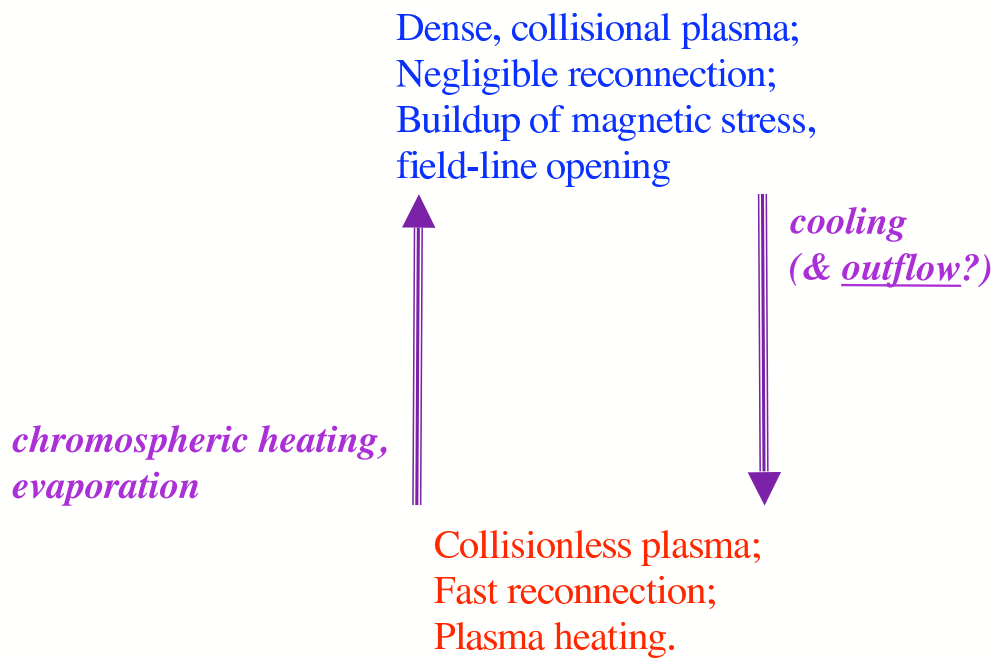 Dense, collisional plasma;
Negligible reconnection;
Buildup of magnetic stress,
field-line opening
cooling
(& outflow?)
chromospheric heating,
evaporation
Collisionless plasma;
Fast reconnection;
Plasma heating.